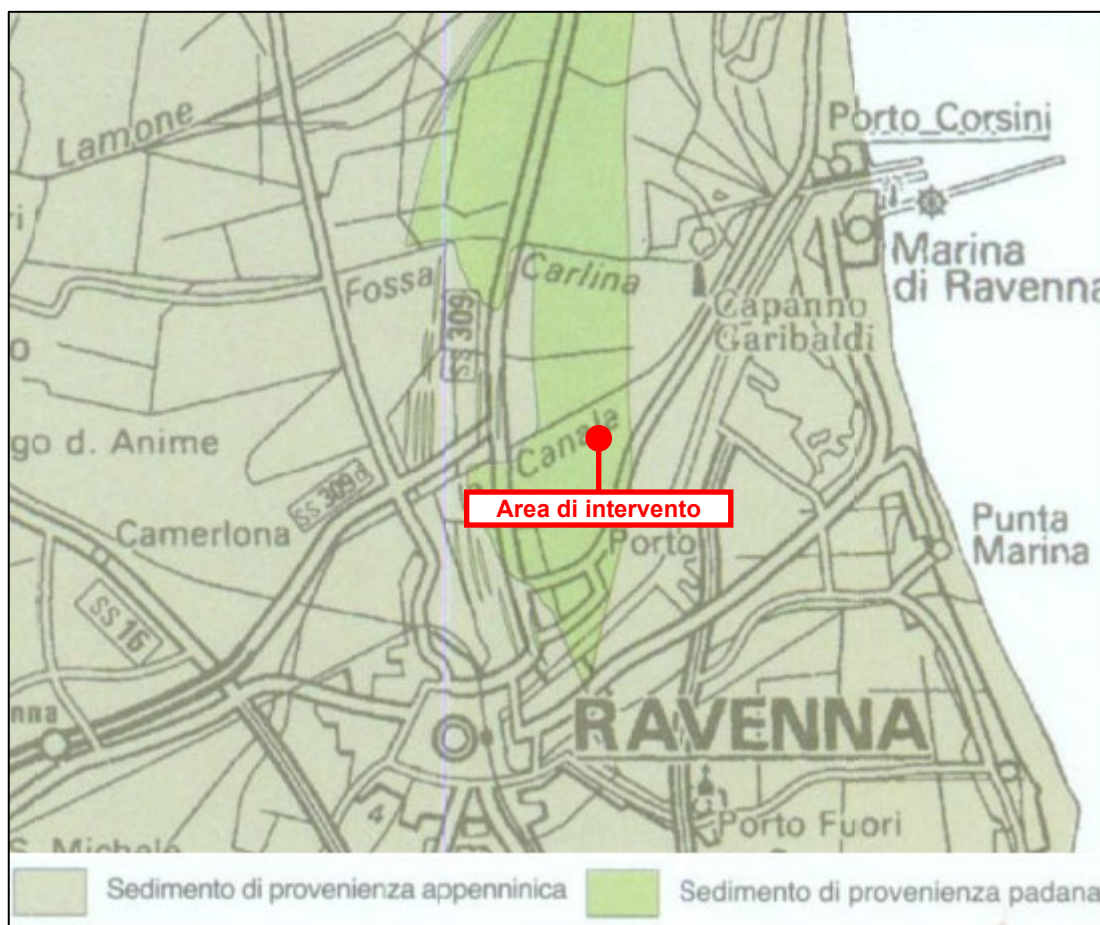 Lamone
Porto Corsini
Marina
di Ravenna
ri
Fossa
Carlina
SS 309
Capanno
Garibaldi
o
go d. Anime
Canala
Area di intervento
SS 309 d
Camerlona
Porto
Punta
Marina
SS 16
nna
RAVENNA
4
Porto Fuori
S. Michele
Sedimento di provenienza appenninica
Sedimento di provenienza padana